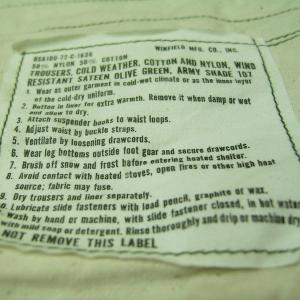 DSA100-72-C-1636 WINFIELD MFG. CO., INC.
50% NYLON 50% COTTON
TROUSERS, COLD WEATHER, COTTON AND NYLON, WIND
RESISTANT SATEEN OLIVE GREEN, ARMY SHADE 107
1. Wear as outer garment in cold-wet climate or as the inner layer
of the cold-dry uniform.
2. Button in liner for extra warmth. Remove it when damp or wet
and allow to dry.
3. Attach suspender hooks to waist loops.
4. Adjust waist by buckle straps.
5. Ventilate by loosening drawcords.
6. Wear leg bottoms outside foot gear and secure drawcords.
7. Brush off snow and frost before entering heated shelter.
8. Avoid contact with heated stoves, open fires or other high heat
source; fabric may fuse.
9. Dry trousers and liner separately.
0. Lubricate slide fasteners with lead pencil, graphite or wax.
Wash by hand or machine, with slide fastener closed, in hot water
with mild soap or detergent. Rinse thoroughly and drip or machine dry
NOT REMOVE THIS LABEL